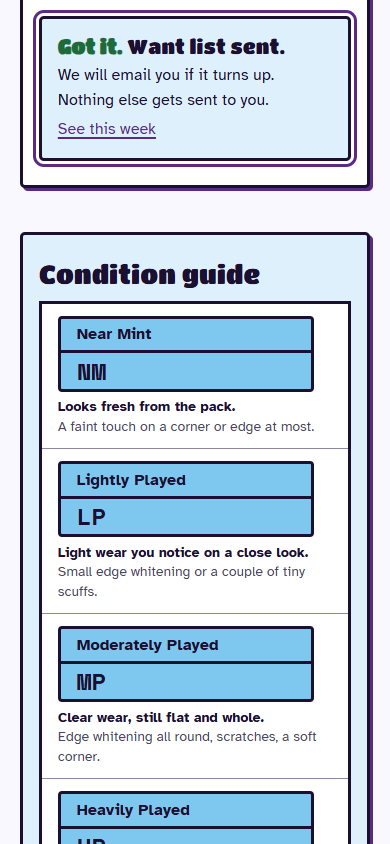 Got it. Want list sent.
We will email you if it turns up.
Nothing else gets sent to you.
See this week
Condition guide
Near Mint
NM
Looks fresh from the pack.
A faint touch on a corner or edge at most.
Lightly Played
LP
Light wear you notice on a close look.
Small edge whitening or a couple of tiny
scuffs.
Moderately Played
MP
Clear wear, still flat and whole.
Edge whitening all round, scratches, a soft
corner.
Heavily Played